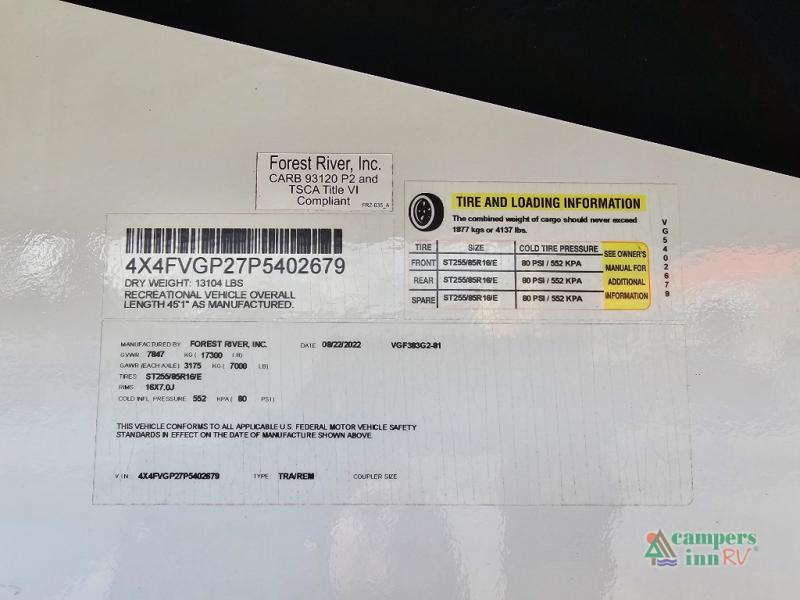 Forest River, Inc.
CARB 93120 P2 and
TSCA Title VI
Compliant
FRZ-635_A
4X4FVGP27P5402679
DRY WEIGHT: 13104 LBS
RECREATIONAL VEHICLE OVERALL
LENGTH 45'1" AS MANUFACTURED.
TIRE AND LOADING INFORMATION
The combined weight of cargo should never exceed
1877 kgs or 4137 lbs.
TIRE SIZE COLD TIRE PRESSURE
FRONT ST255/85R16/E 80 PSI / 552 KPA
REAR ST255/85R16/E 80 PSI / 552 KPA
SPARE ST255/85R16/E 80 PSI / 552 KPA
SEE OWNER'S
MANUAL FOR
ADDITIONAL
INFORMATION
VG5402679
MANUFACTURED BY FOREST RIVER, INC. DATE 08/22/2022 VGF383G2-81
GVWR 7847 KG ( 17300 LB)
GAWR (EACH AXLE) 3175 KG ( 7000 LB)
TIRES: ST255/85R16/E
RIMS: 16X7.0J
COLD INFL PRESSURE 552 KPA ( 80 PSI)
THIS VEHICLE CONFORMS TO ALL APPLICABLE U.S. FEDERAL MOTOR VEHICLE SAFETY
STANDARDS IN EFFECT ON THE DATE OF MANUFACTURE SHOWN ABOVE.
VIN: 4X4FVGP27P5402679 TYPE: TRA/REM COUPLER SIZE
campers
inn RV